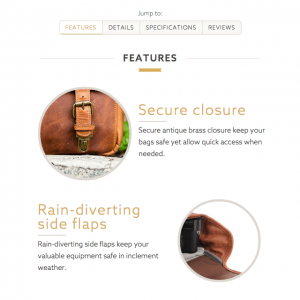 Jump to:
FEATURES DETAILS SPECIFICATIONS REVIEWS
FEATURES
Secure closure
Secure antique brass closure keep your
bags safe yet allow quick access when
needed.
Rain-diverting
side flaps
Rain-diverting side flaps keep your
valuable equipment safe in inclement
weather.